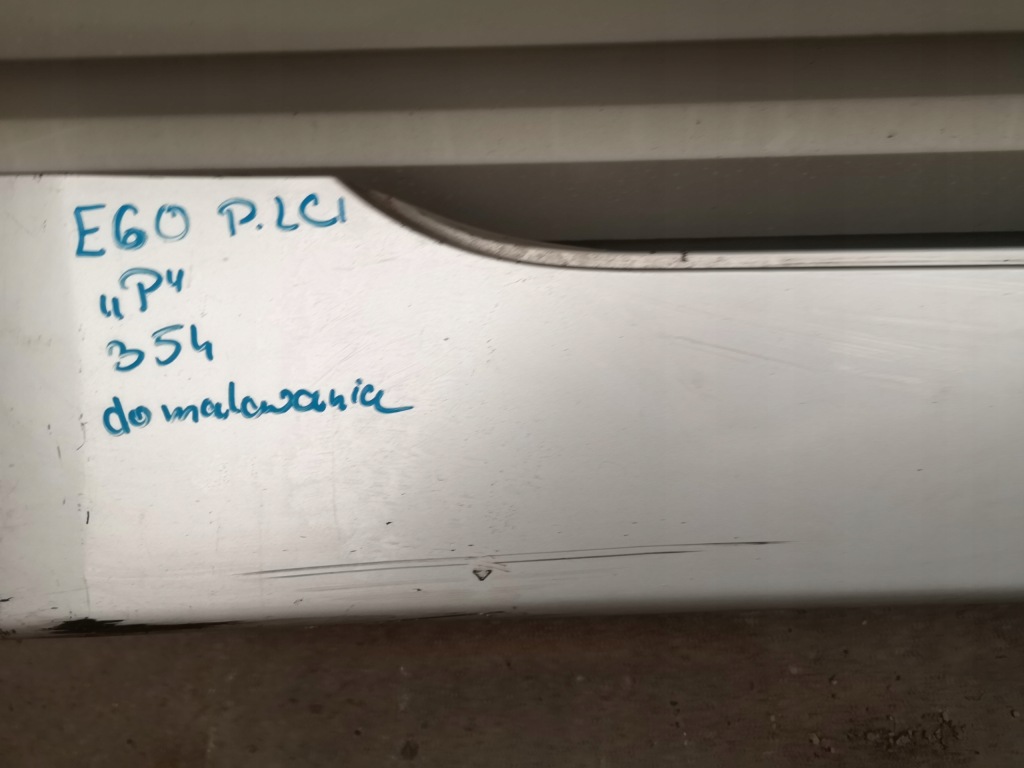 E60 P.LCI
„P"
354
do malowania